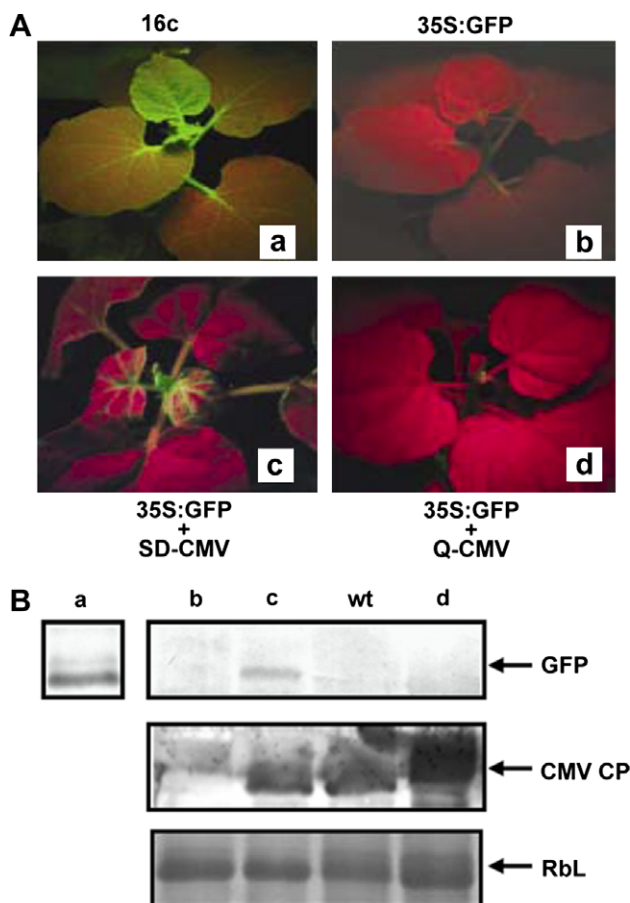 A
16c 35S:GFP
a b
c d
35S:GFP 35S:GFP
+ +
SD-CMV Q-CMV
B
a b c wt d
GFP
CMV CP
RbL